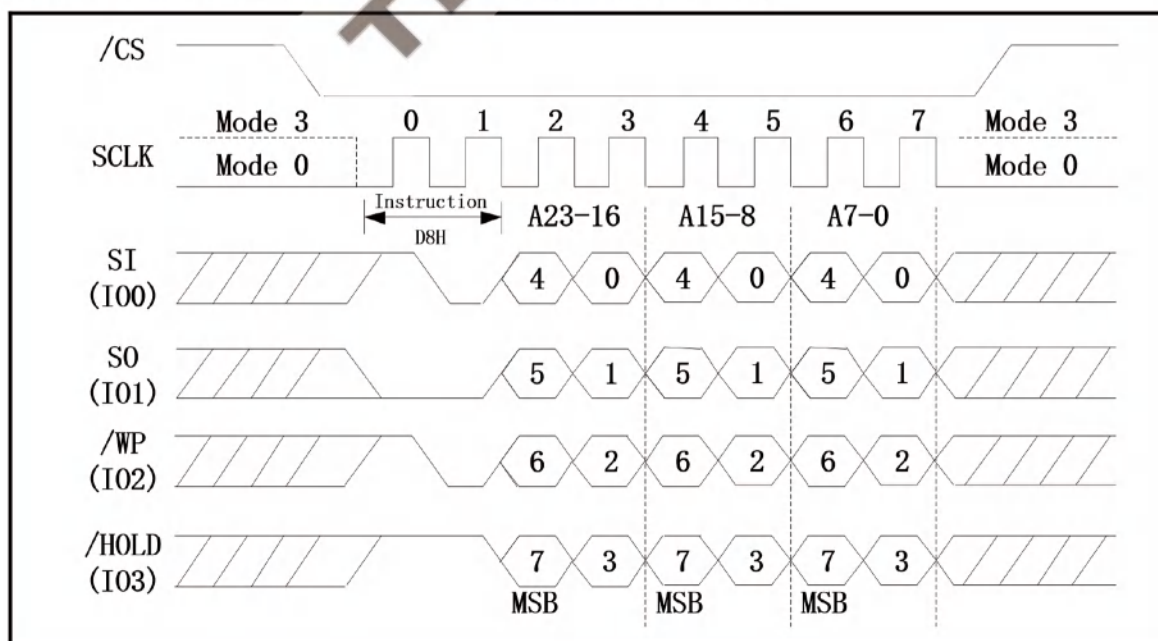 /CS
Mode 3 0 1 2 3 4 5 6 7 Mode 3
SCLK
Mode 0 Mode 0
Instruction
D8H
A23-16 A15-8 A7-0
SI
(IO0)
4 0 4 0 4 0
SO
(IO1)
5 1 5 1 5 1
/WP
(IO2)
6 2 6 2 6 2
/HOLD
(IO3)
7 3 7 3 7 3
MSB MSB MSB